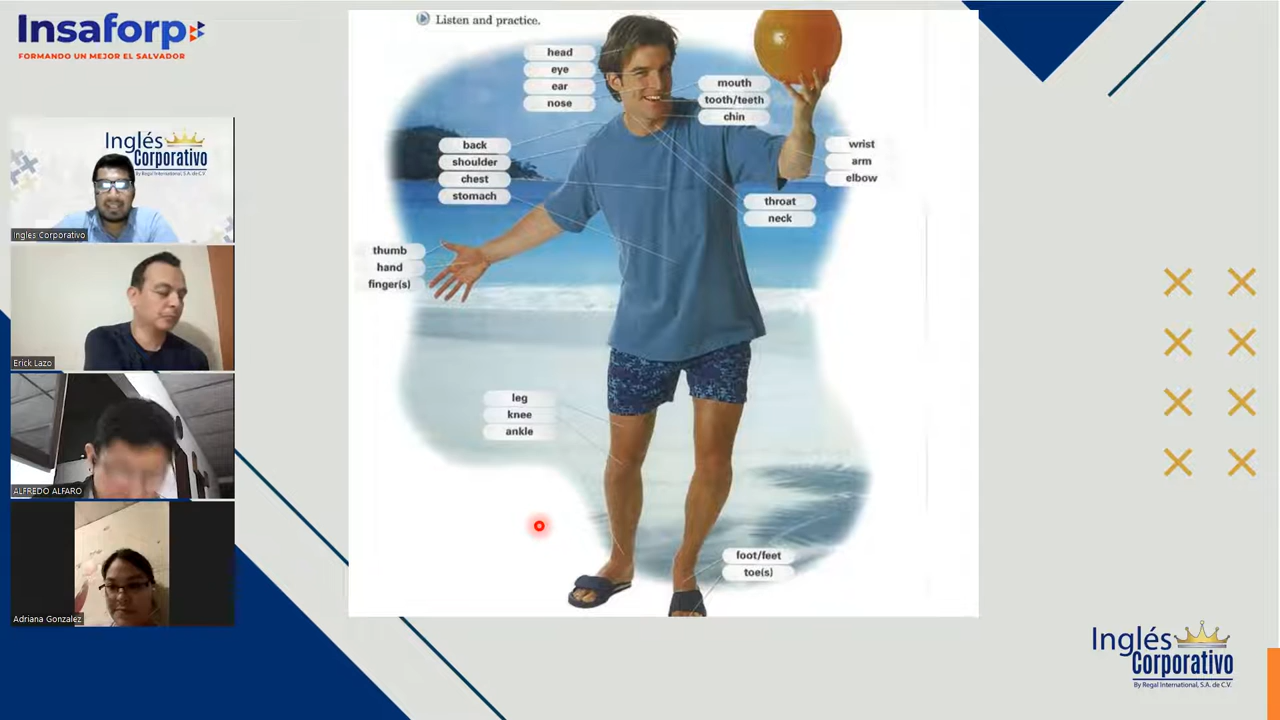 Insaforp
FORMANDO UN MEJOR EL SALVADOR
Inglés
Corporativo
By Regal International, S.A. de C.V.
Ingles Corporativo
Erick Lazo
ALFREDO ALFARO
Adriana Gonzalez
Listen and practice.
head
eye
ear
nose
mouth
tooth/teeth
chin
back
shoulder
chest
stomach
wrist
arm
elbow
throat
neck
thumb
hand
finger(s)
leg
knee
ankle
foot/feet
toe(s)
Inglés
Corporativo
By Regal International, S.A. de C.V.